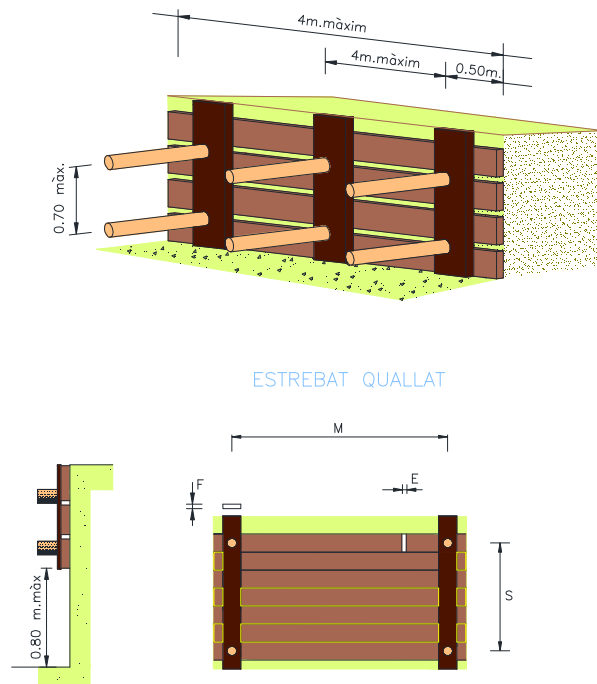 4m.màxim
4m.màxim
0.50m.
0.70 màx.
ESTREBAT QUALLAT
M
F
E
S
0.80 m.màx